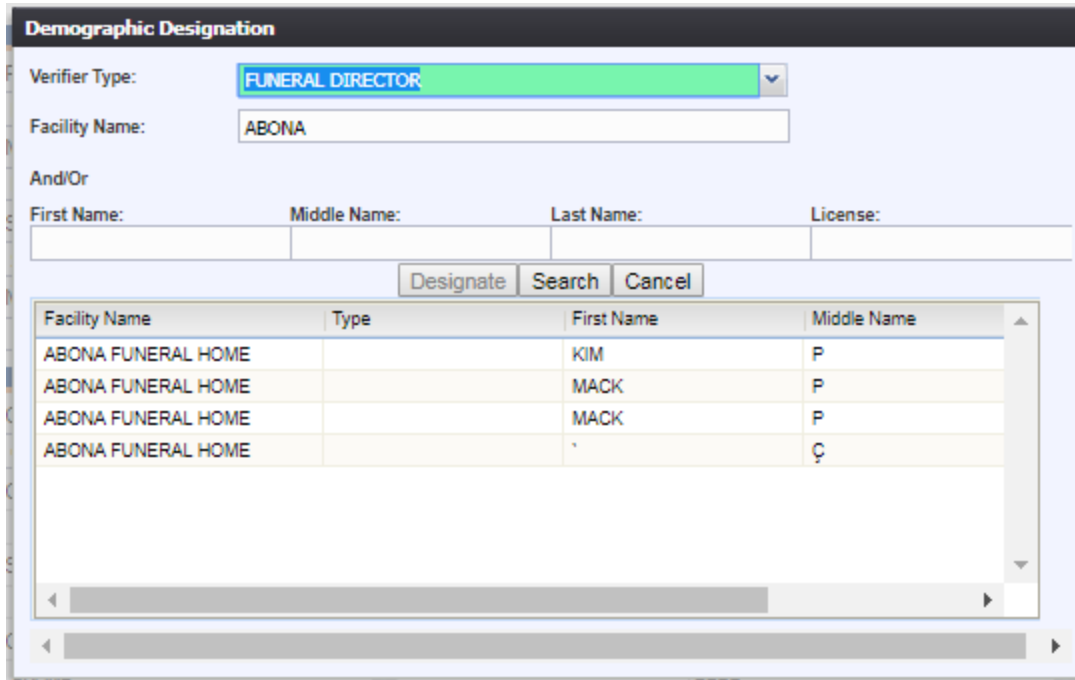 Demographic Designation
Verifier Type: FUNERAL DIRECTOR
Facility Name: ABONA
And/Or
First Name: Middle Name: Last Name: License:
Designate Search Cancel
Facility Name Type First Name Middle Name
ABONA FUNERAL HOME KIM P
ABONA FUNERAL HOME MACK P
ABONA FUNERAL HOME MACK P
ABONA FUNERAL HOME ` Ç